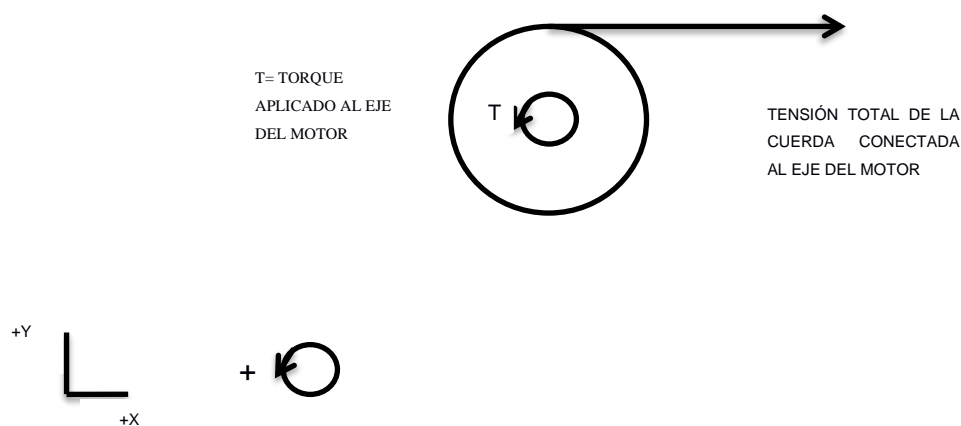 T= TORQUE
APLICADO AL EJE
DEL MOTOR
T
TENSIÓN TOTAL DE LA
CUERDA CONECTADA
AL EJE DEL MOTOR
+Y
+
+X